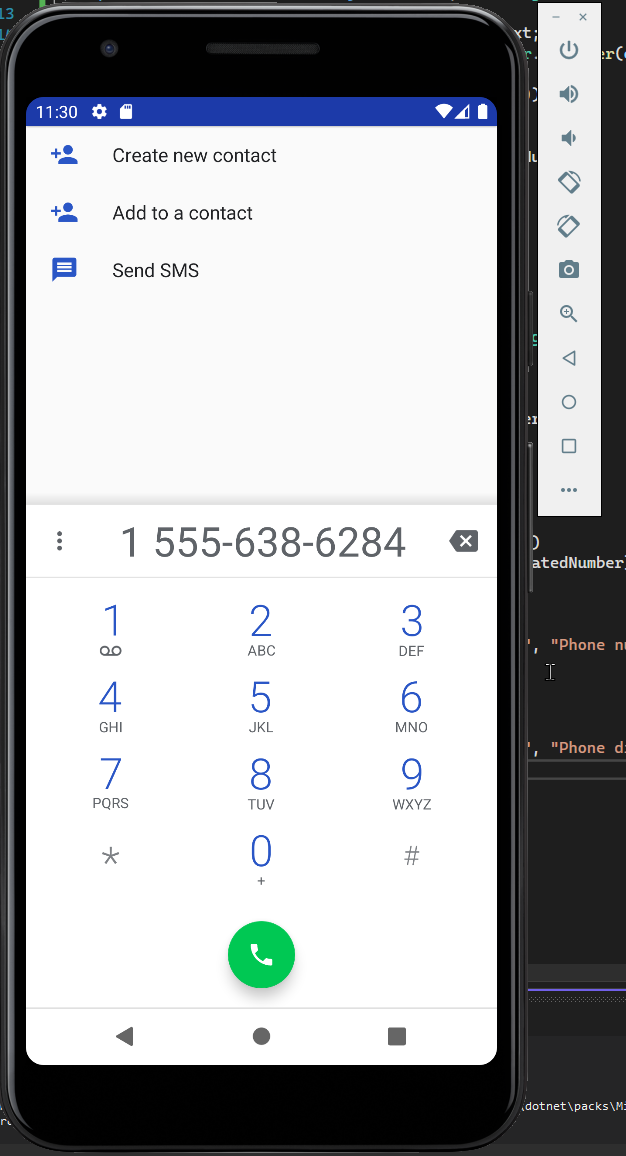 13
xt;
11:30
Create new contact
Add to a contact
Send SMS
1 555-638-6284
atedNumber)
1
2
ABC
3
DEF
", "Phone nu
4
GHI
5
JKL
6
MNO
", "Phone d
7
PQRS
8
TUV
9
WXYZ
*
0
+
#
\dotnet\packs\Mi